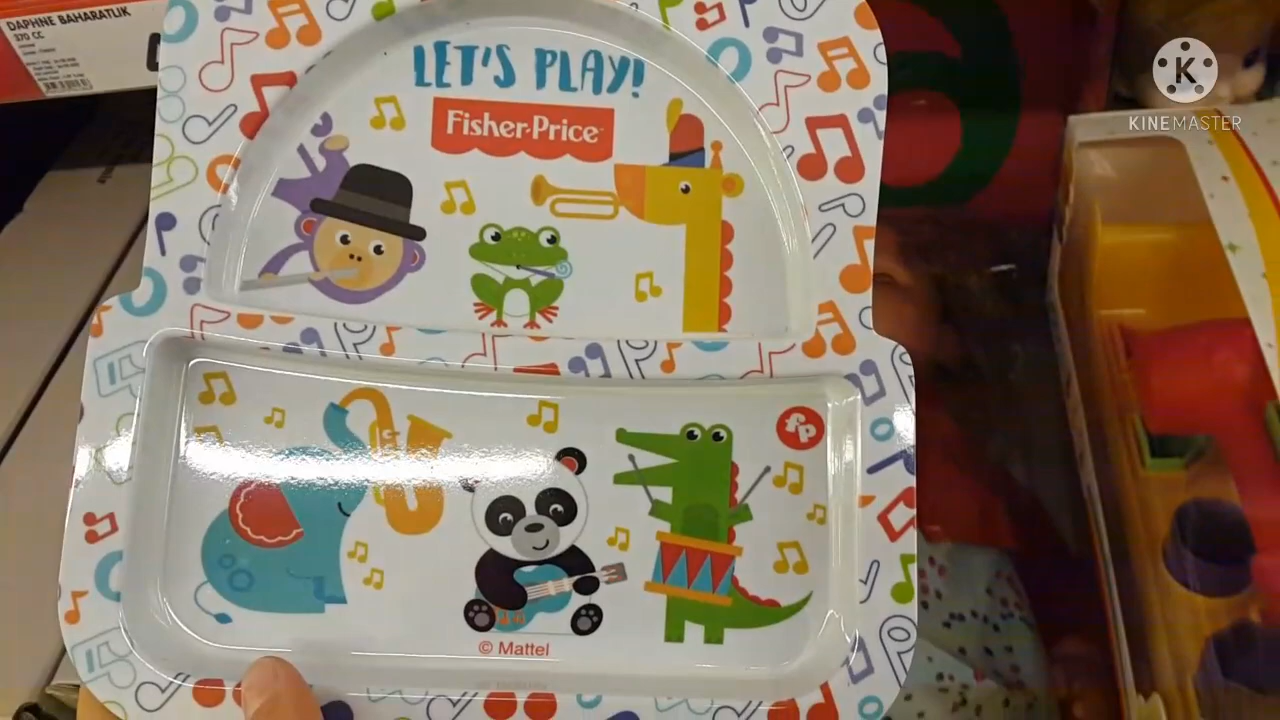 DAPHNE BAHARATLIK
370 CC
LET'S PLAY!
Fisher-Price
fp
© Mattel
K
KINEMASTER